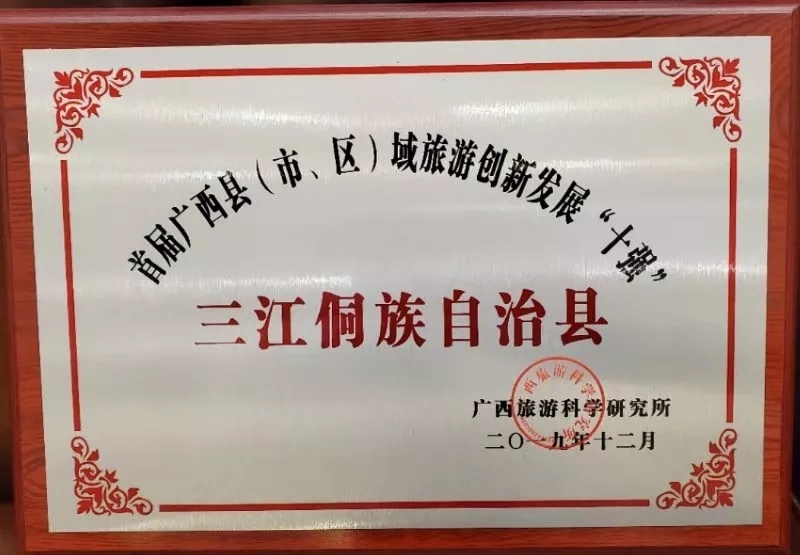 首届广西县（市、区）域旅游创新发展“十强”
三江侗族自治县
广西旅游科学研究所
二〇一九年十二月